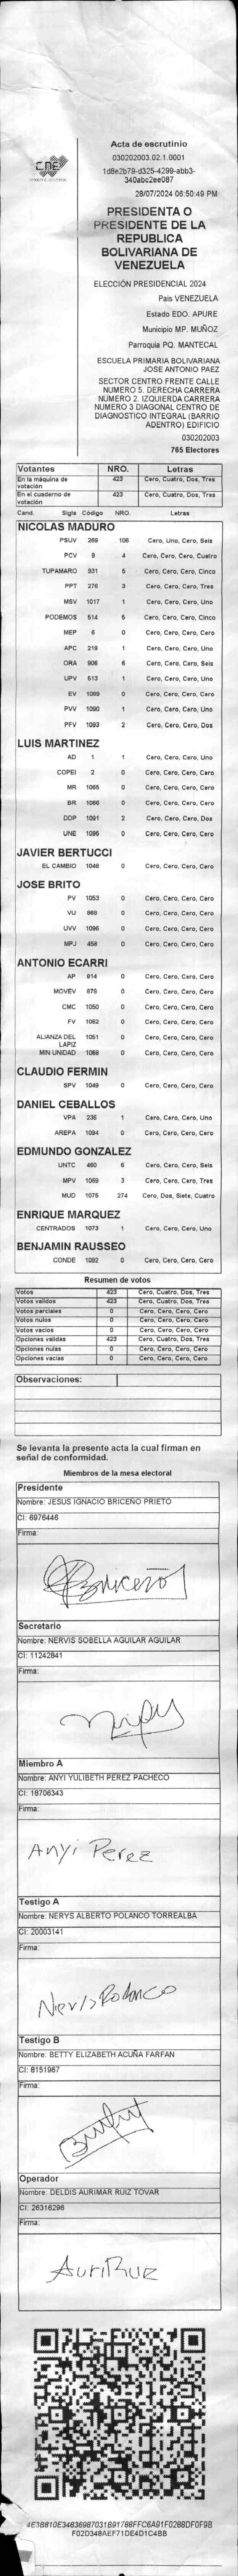 CNE
Acta de escrutinio
030202003.02.1.0001
1d8e2b79-d325-4299-abb3-
340abc2ee087
28/07/2024 06:50:49 PM
PRESIDENTA O
PRESIDENTE DE LA
REPUBLICA
BOLIVARIANA DE
VENEZUELA
ELECCIÓN PRESIDENCIAL 2024
País VENEZUELA
Estado EDO. APURE
Municipio MP. MUÑOZ
Parroquia PQ. MANTECAL
ESCUELA PRIMARIA BOLIVARIANA
JOSE ANTONIO PAEZ
SECTOR CENTRO FRENTE CALLE
NUMERO 5. DERECHA CARRERA
NUMERO 2. IZQUIERDA CARRERA
NUMERO 3 DIAGONAL CENTRO DE
DIAGNOSTICO INTEGRAL (BARRIO
ADENTRO) EDIFICIO
030202003
765 Electores
Votantes NRO. Letras
En la máquina de votación 423 Cero, Cuatro, Dos, Tres
En el cuaderno de votación 423 Cero, Cuatro, Dos, Tres
Cand. Sigla Código NRO. Letras
NICOLAS MADURO
PSUV 269 106 Cero, Uno, Cero, Seis
PCV 9 4 Cero, Cero, Cero, Cuatro
TUPAMARO 931 5 Cero, Cero, Cero, Cinco
PPT 276 3 Cero, Cero, Cero, Tres
MSV 1017 1 Cero, Cero, Cero, Uno
PODEMOS 514 5 Cero, Cero, Cero, Cinco
MEP 6 0 Cero, Cero, Cero, Cero
APC 219 1 Cero, Cero, Cero, Uno
ORA 906 6 Cero, Cero, Cero, Seis
UPV 513 1 Cero, Cero, Cero, Uno
EV 1089 0 Cero, Cero, Cero, Cero
PVV 1090 1 Cero, Cero, Cero, Uno
PFV 1093 2 Cero, Cero, Cero, Dos
LUIS MARTINEZ
AD 1 1 Cero, Cero, Cero, Uno
COPEI 2 0 Cero, Cero, Cero, Cero
MR 1065 0 Cero, Cero, Cero, Cero
BR 1066 0 Cero, Cero, Cero, Cero
DDP 1091 2 Cero, Cero, Cero, Dos
UNE 1095 0 Cero, Cero, Cero, Cero
JAVIER BERTUCCI
EL CAMBIO 1048 0 Cero, Cero, Cero, Cero
JOSE BRITO
PV 1053 0 Cero, Cero, Cero, Cero
VU 868 0 Cero, Cero, Cero, Cero
UVV 1096 0 Cero, Cero, Cero, Cero
MPJ 458 0 Cero, Cero, Cero, Cero
ANTONIO ECARRI
AP 914 0 Cero, Cero, Cero, Cero
MOVEV 878 0 Cero, Cero, Cero, Cero
CMC 1050 0 Cero, Cero, Cero, Cero
FV 1062 0 Cero, Cero, Cero, Cero
ALIANZA DEL LAPIZ 1051 0 Cero, Cero, Cero, Cero
MIN UNIDAD 1088 0 Cero, Cero, Cero, Cero
CLAUDIO FERMIN
SPV 1049 0 Cero, Cero, Cero, Cero
DANIEL CEBALLOS
VPA 236 1 Cero, Cero, Cero, Uno
AREPA 1094 0 Cero, Cero, Cero, Cero
EDMUNDO GONZALEZ
UNTC 460 6 Cero, Cero, Cero, Seis
MPV 1069 3 Cero, Cero, Cero, Tres
MUD 1075 274 Cero, Dos, Siete, Cuatro
ENRIQUE MARQUEZ
CENTRADOS 1073 1 Cero, Cero, Cero, Uno
BENJAMIN RAUSSEO
CONDE 1092 0 Cero, Cero, Cero, Cero
Resumen de votos
Votos 423 Cero, Cuatro, Dos, Tres
Votos validos 423 Cero, Cuatro, Dos, Tres
Votos parciales 0 Cero, Cero, Cero, Cero
Votos nulos 0 Cero, Cero, Cero, Cero
Votos vacios 0 Cero, Cero, Cero, Cero
Opciones validas 423 Cero, Cuatro, Dos, Tres
Opciones nulas 0 Cero, Cero, Cero, Cero
Opciones vacias 0 Cero, Cero, Cero, Cero
Observaciones:
Se levanta la presente acta la cual firman en
señal de conformidad.
Miembros de la mesa electoral
Presidente
Nombre: JESUS IGNACIO BRICEÑO PRIETO
CI: 6976446
Firma:
Briceño
Secretario
Nombre: NERVIS SOBELLA AGUILAR AGUILAR
CI: 11242841
Firma:
Miembro A
Nombre: ANYI YULIBETH PEREZ PACHECO
CI: 18706343
Firma:
Anyi Perez
Testigo A
Nombre: NERYS ALBERTO POLANCO TORREALBA
CI: 20003141
Firma:
Nerys Polanco
Testigo B
Nombre: BETTY ELIZABETH ACUÑA FARFAN
CI: 8151967
Firma:
Operador
Nombre: DELDIS AURIMAR RUIZ TOVAR
CI: 26316296
Firma:
AuriRuiz
4E38810E34836987031B91788FFC6A91F0288DF0F9B
F02D348AEF71DE4D1C4BB